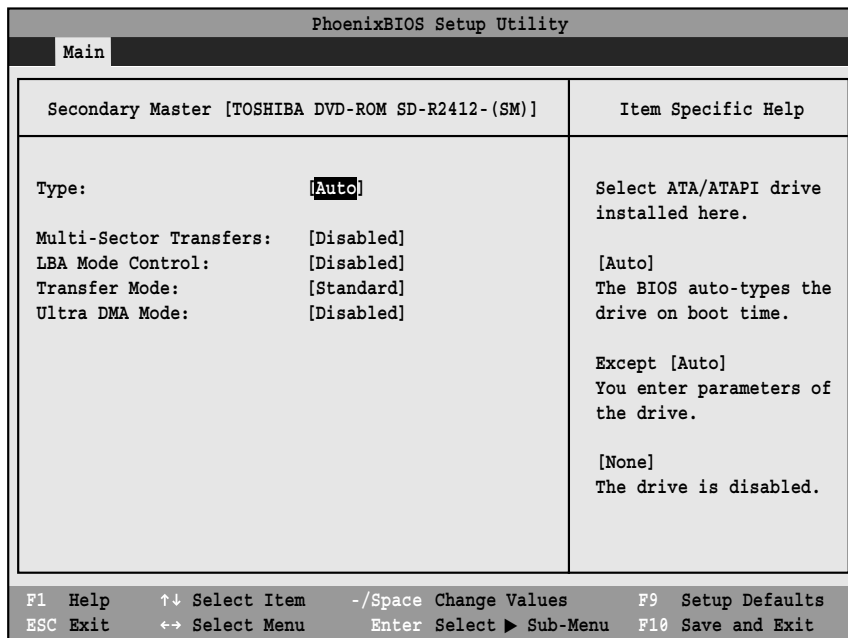 PhoenixBIOS Setup Utility
Main
Secondary Master [TOSHIBA DVD-ROM SD-R2412-(SM)]
Item Specific Help
Type: [Auto]
Multi-Sector Transfers: [Disabled]
LBA Mode Control: [Disabled]
Transfer Mode: [Standard]
Ultra DMA Mode: [Disabled]
Select ATA/ATAPI drive
installed here.
[Auto]
The BIOS auto-types the
drive on boot time.
Except [Auto]
You enter parameters of
the drive.
[None]
The drive is disabled.
F1 Help ↑↓ Select Item -/Space Change Values F9 Setup Defaults
ESC Exit ←→ Select Menu Enter Select ▶ Sub-Menu F10 Save and Exit